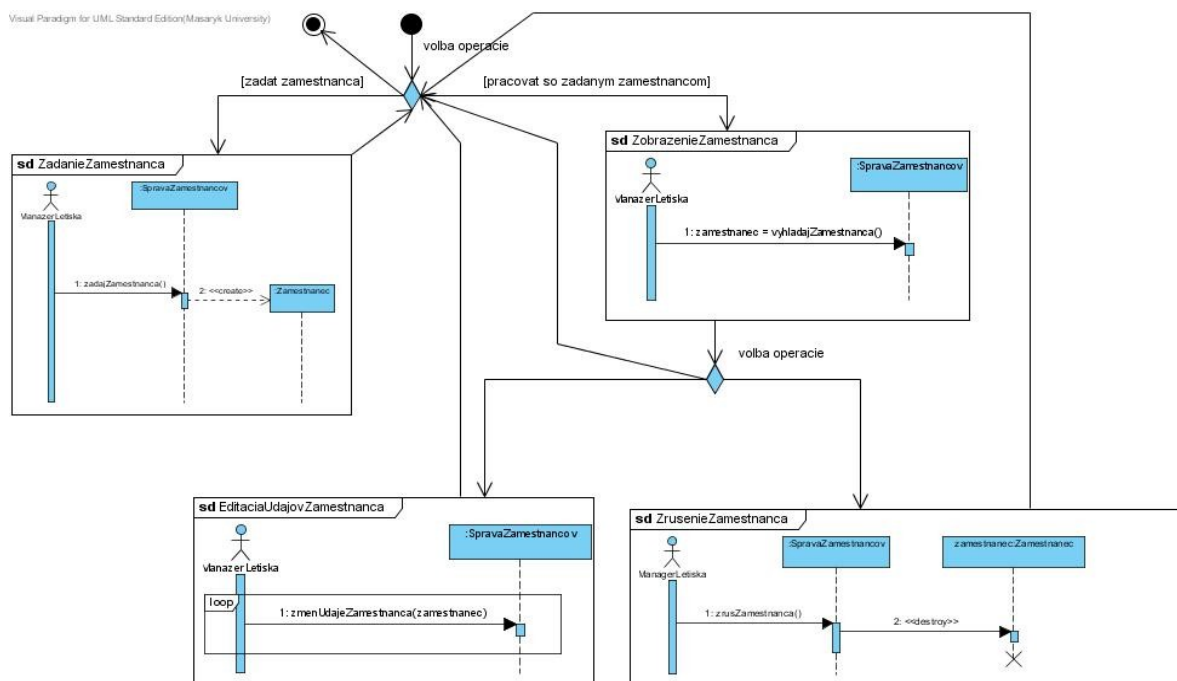 Visual Paradigm for UML Standard Edition(Masaryk University)
volba operacie
[zadat zamestnanca]
[pracovat so zadanym zamestnancom]
sd ZadanieZamestnanca
:SpravaZamestnancov
ManazerLetiska
1: zadajZamestnanca()
2: <<create>>
:Zamestnanec
sd ZobrazenieZamestnanca
:SpravaZamestnancov
ManazerLetiska
1: zamestnanec = vyhladajZamestnanca()
volba operacie
sd EditaciaUdajovZamestnanca
:SpravaZamestnancov
ManazerLetiska
loop
1: zmenUdajeZamestnanca(zamestnanec)
sd ZrusenieZamestnanca
:SpravaZamestnancov
zamestnanec:Zamestnanec
ManagerLetiska
1: zrusZamestnanca()
2: <<destroy>>